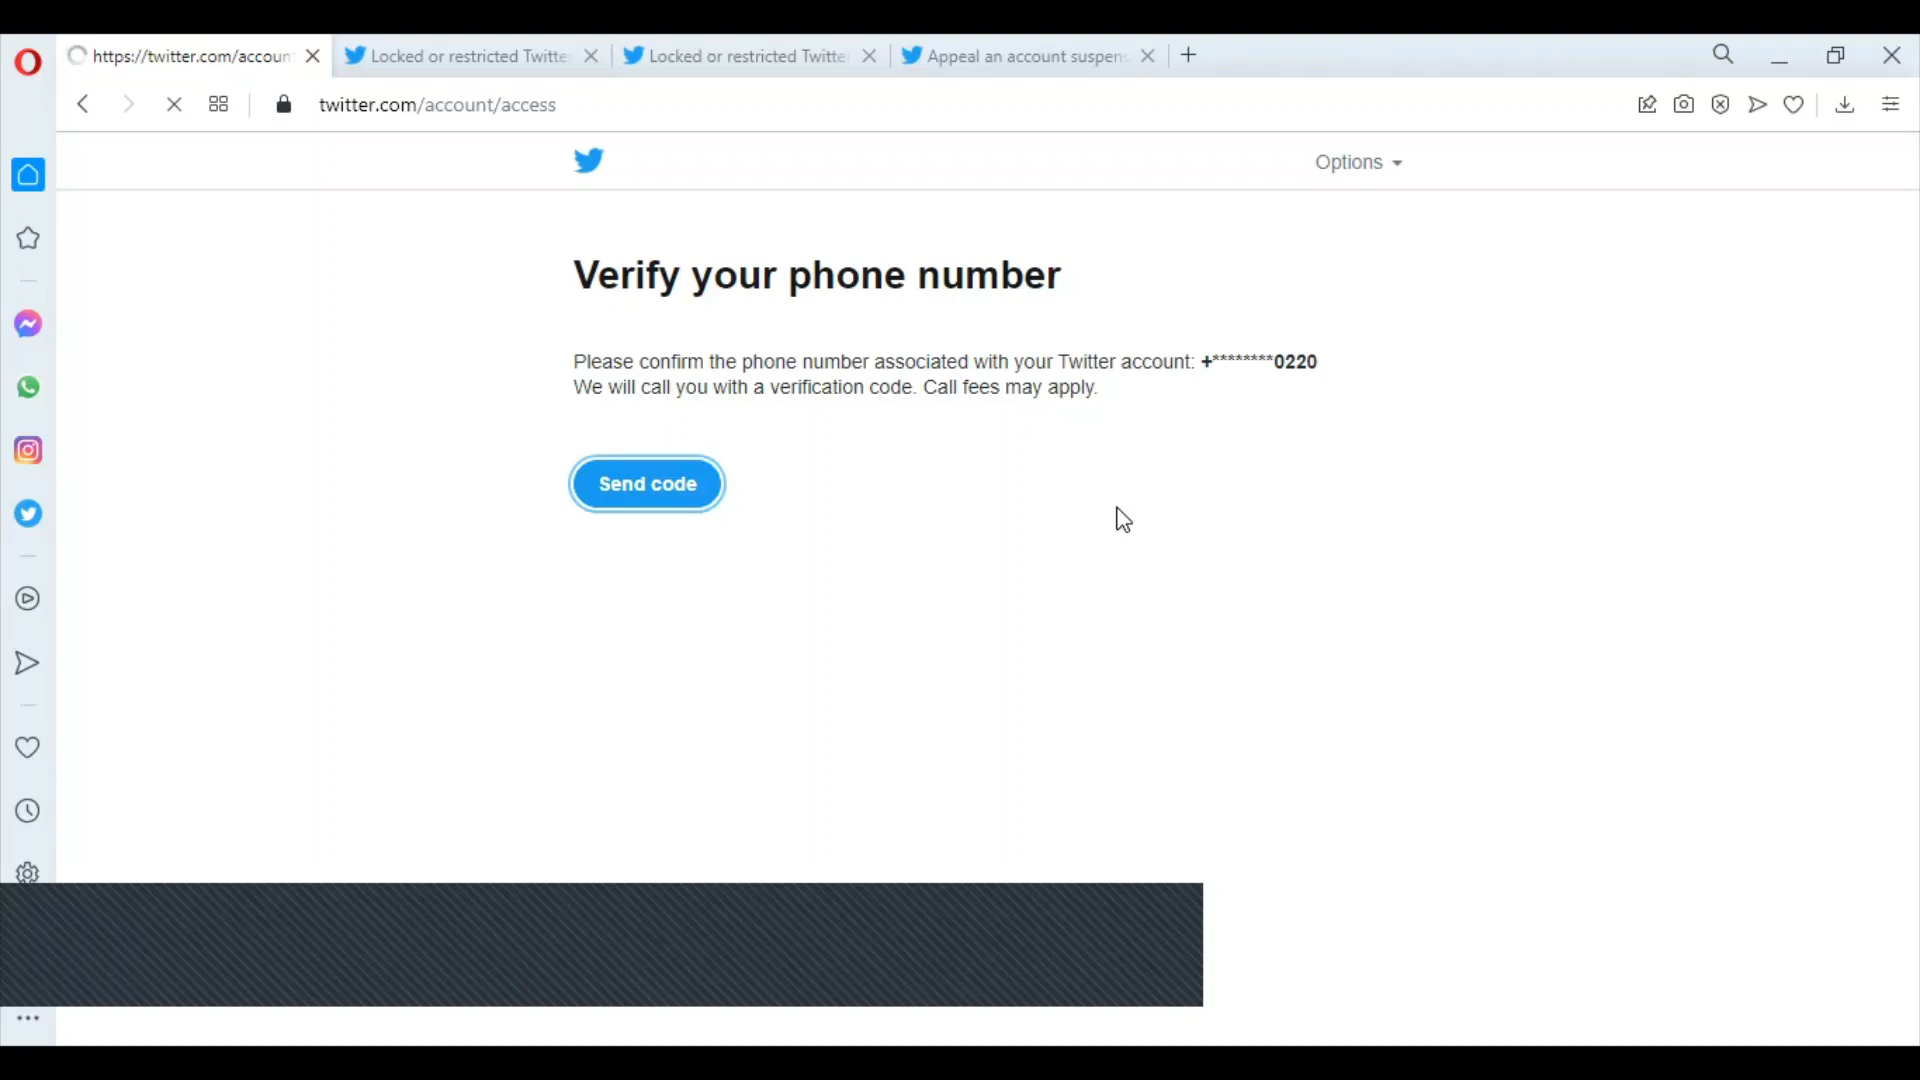 https://twitter.com/accoun
Locked or restricted Twitte
Locked or restricted Twitte
Appeal an account suspen
twitter.com/account/access
Options
Verify your phone number
Please confirm the phone number associated with your Twitter account: +********0220
We will call you with a verification code. Call fees may apply.
Send code